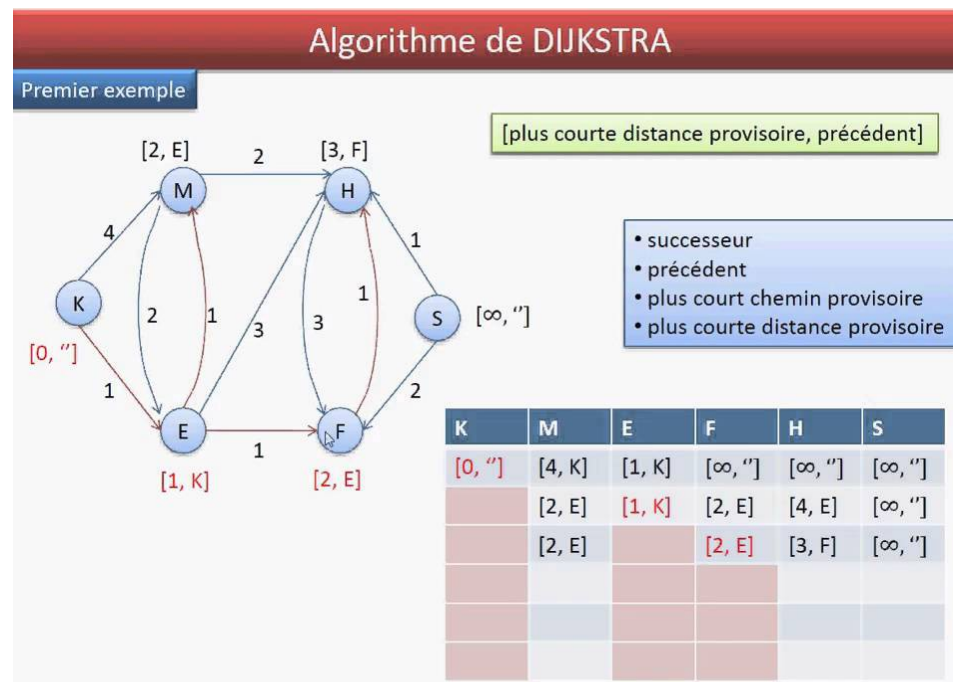 Algorithme de DIJKSTRA
Premier exemple
[plus courte distance provisoire, précédent]
[2, E]
2
[3, F]
M
H
4
1
• successeur
• précédent
• plus court chemin provisoire
• plus courte distance provisoire
K
2
1
3
3
1
S
[∞, ‘’]
[0, ‘’]
1
2
E
1
F
[1, K]
[2, E]
K M E F H S
[0, ‘’] [4, K] [1, K] [∞, ‘’] [∞, ‘’] [∞, ‘’]
[2, E] [1, K] [2, E] [4, E] [∞, ‘’]
[2, E] [2, E] [3, F] [∞, ‘’]